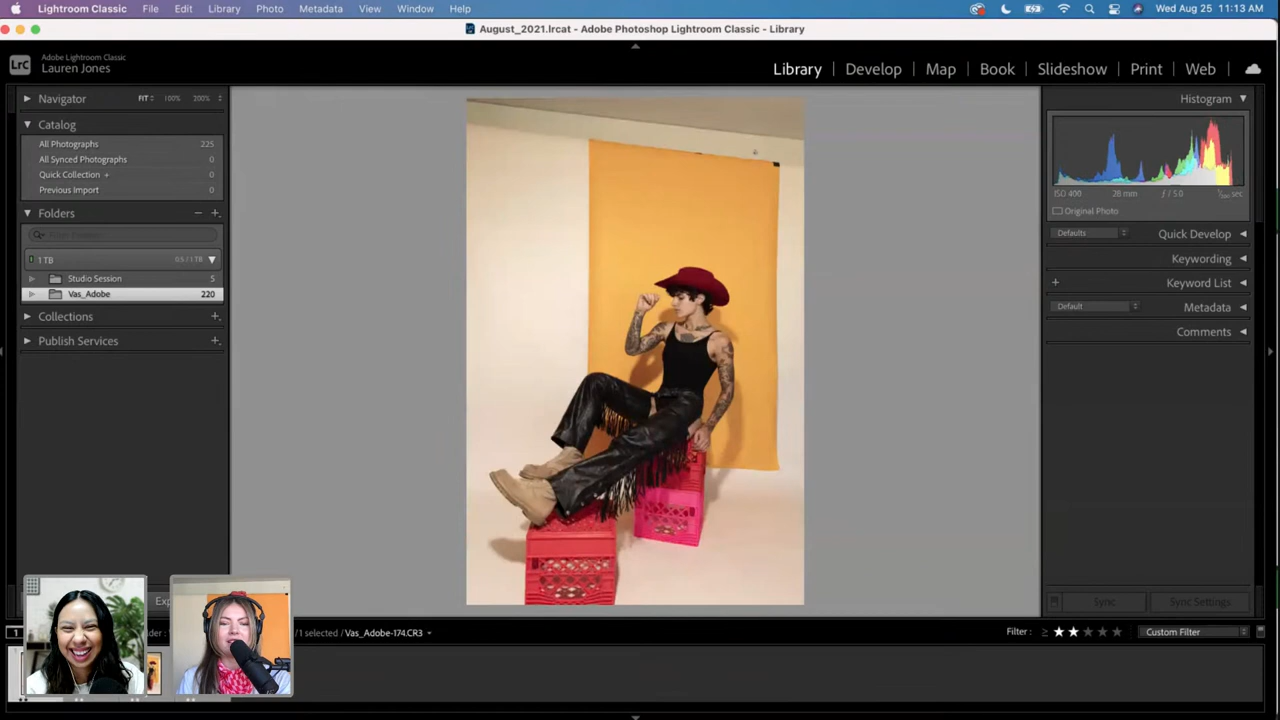 Lightroom Classic File Edit Library Photo Metadata View Window Help Wed Aug 25 11:13 AM
August_2021.lrcat - Adobe Photoshop Lightroom Classic - Library
LrC Adobe Lightroom Classic
Lauren Jones
Library | Develop | Map | Book | Slideshow | Print | Web
Navigator FIT 100% 200%
Histogram
Catalog
All Photographs 225
All Synced Photographs 0
Quick Collection + 0
Previous Import 0
ISO 400 28 mm ƒ / 5.0
Original Photo
Folders
1 TB
Studio Session 5
Vas_Adobe 220
Collections
Publish Services
Defaults Quick Develop
Keywording
Keyword List
Default Metadata
Comments
Sync Sync Settings
/1 selected / Vas_Adobe-174.CR3
Filter : ≥ ★★ Custom Filter